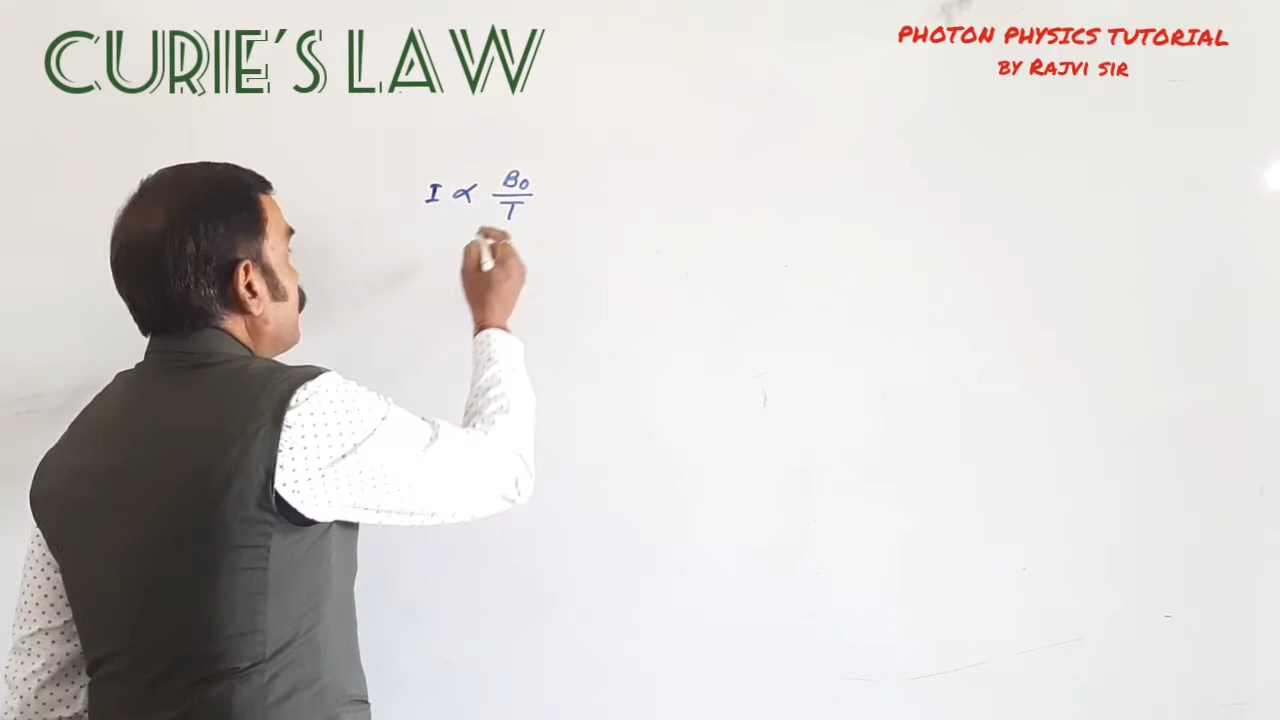 CURIE'S LAW
PHOTON PHYSICS TUTORIAL
BY RAJVI SIR
I ∝ B₀/T